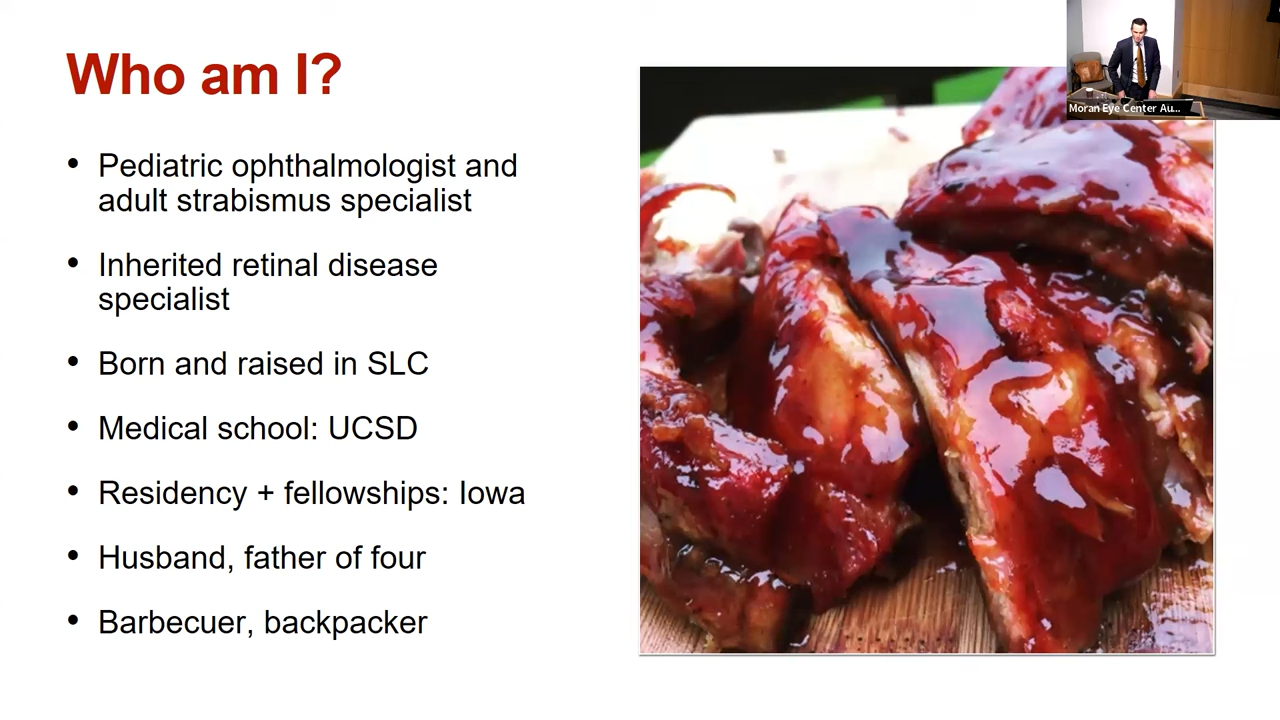 Who am I?
• Pediatric ophthalmologist and
adult strabismus specialist
• Inherited retinal disease
specialist
• Born and raised in SLC
• Medical school: UCSD
• Residency + fellowships: Iowa
• Husband, father of four
• Barbecuer, backpacker
Moran Eye Center Au...